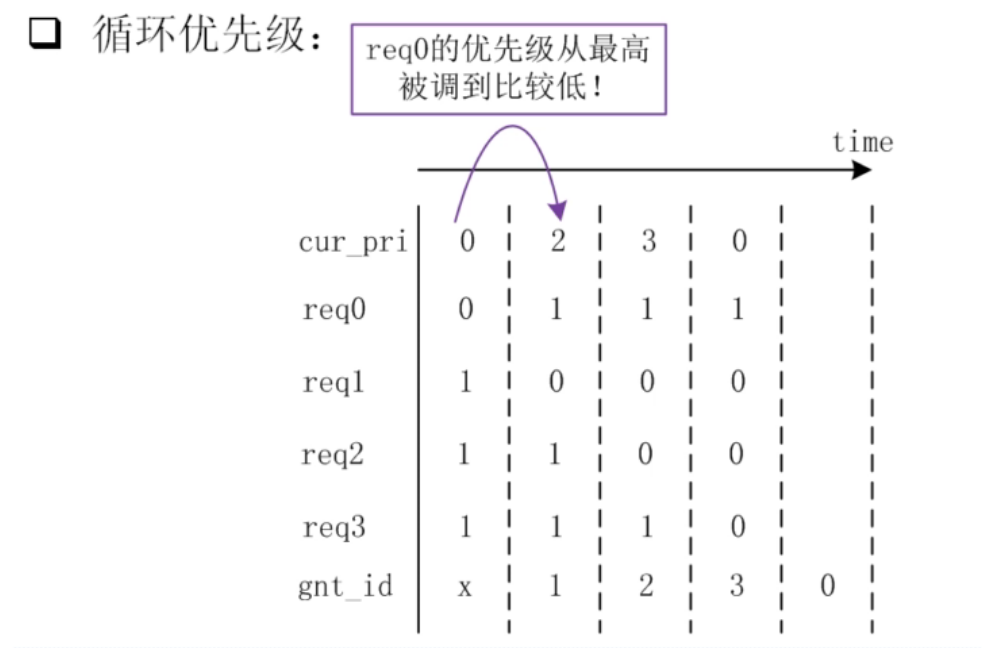 循环优先级：
req0的优先级从最高
被调到比较低！
time
cur_pri 0 2 3 0
req0 0 1 1 1
req1 1 0 0 0
req2 1 1 0 0
req3 1 1 1 0
gnt_id x 1 2 3 0